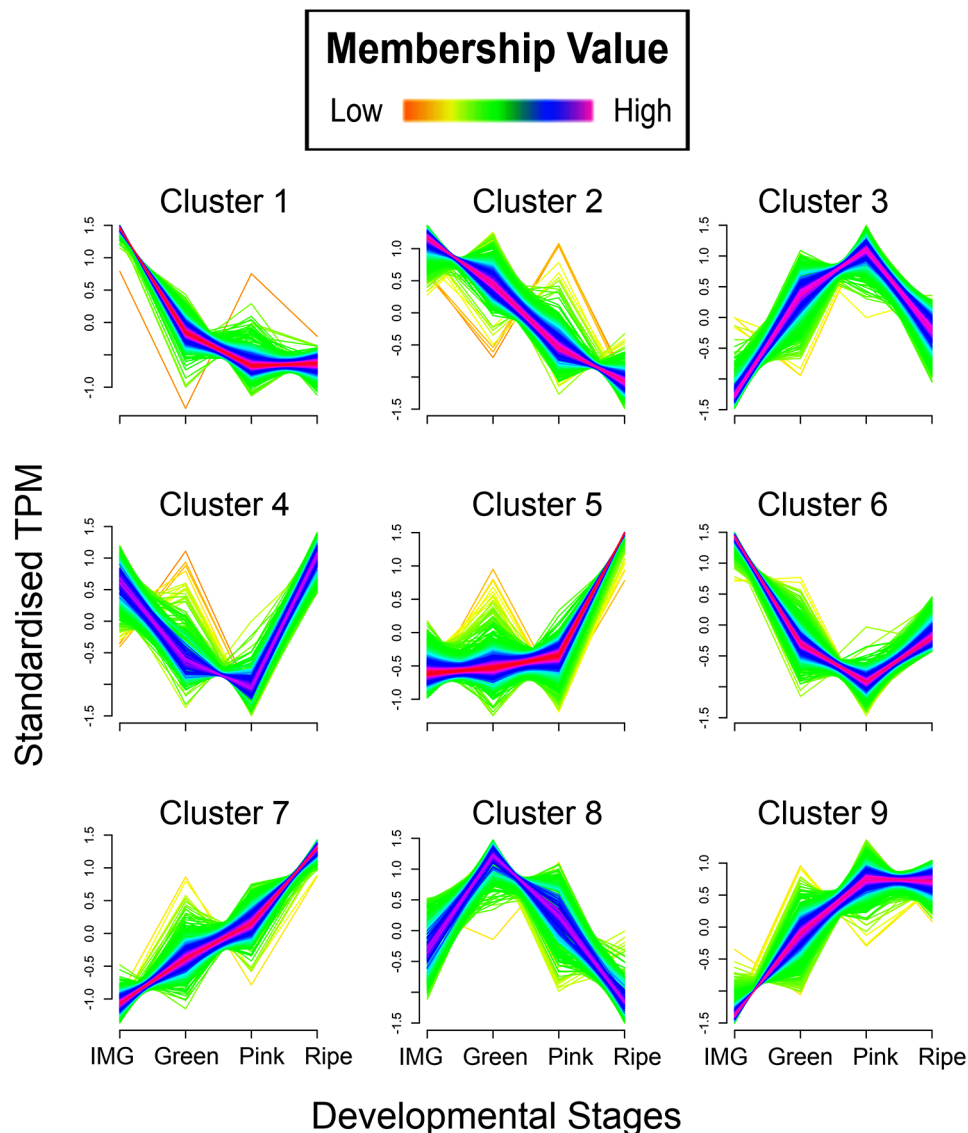 Membership Value
Low High
Cluster 1 Cluster 2 Cluster 3
1.5 0.5 0.0 -1.0
1.0 0.5 0.0 -0.5 -1.5
1.5 1.0 0.5 0.0 -0.5 -1.5
Cluster 4 Cluster 5 Cluster 6
1.5 1.0 0.5 0.0 -0.5 -1.5
1.5 1.0 0.5 0.0 -0.5 -1.0
1.5 1.0 0.5 0.0 -0.5 -1.5
Cluster 7 Cluster 8 Cluster 9
1.5 1.0 0.5 0.0 -0.5 -1.0
1.5 1.0 0.5 0.0 -0.5 -1.5
1.0 0.5 0.0 -0.5 -1.5
IMG Green Pink Ripe IMG Green Pink Ripe IMG Green Pink Ripe
Standardised TPM
Developmental Stages